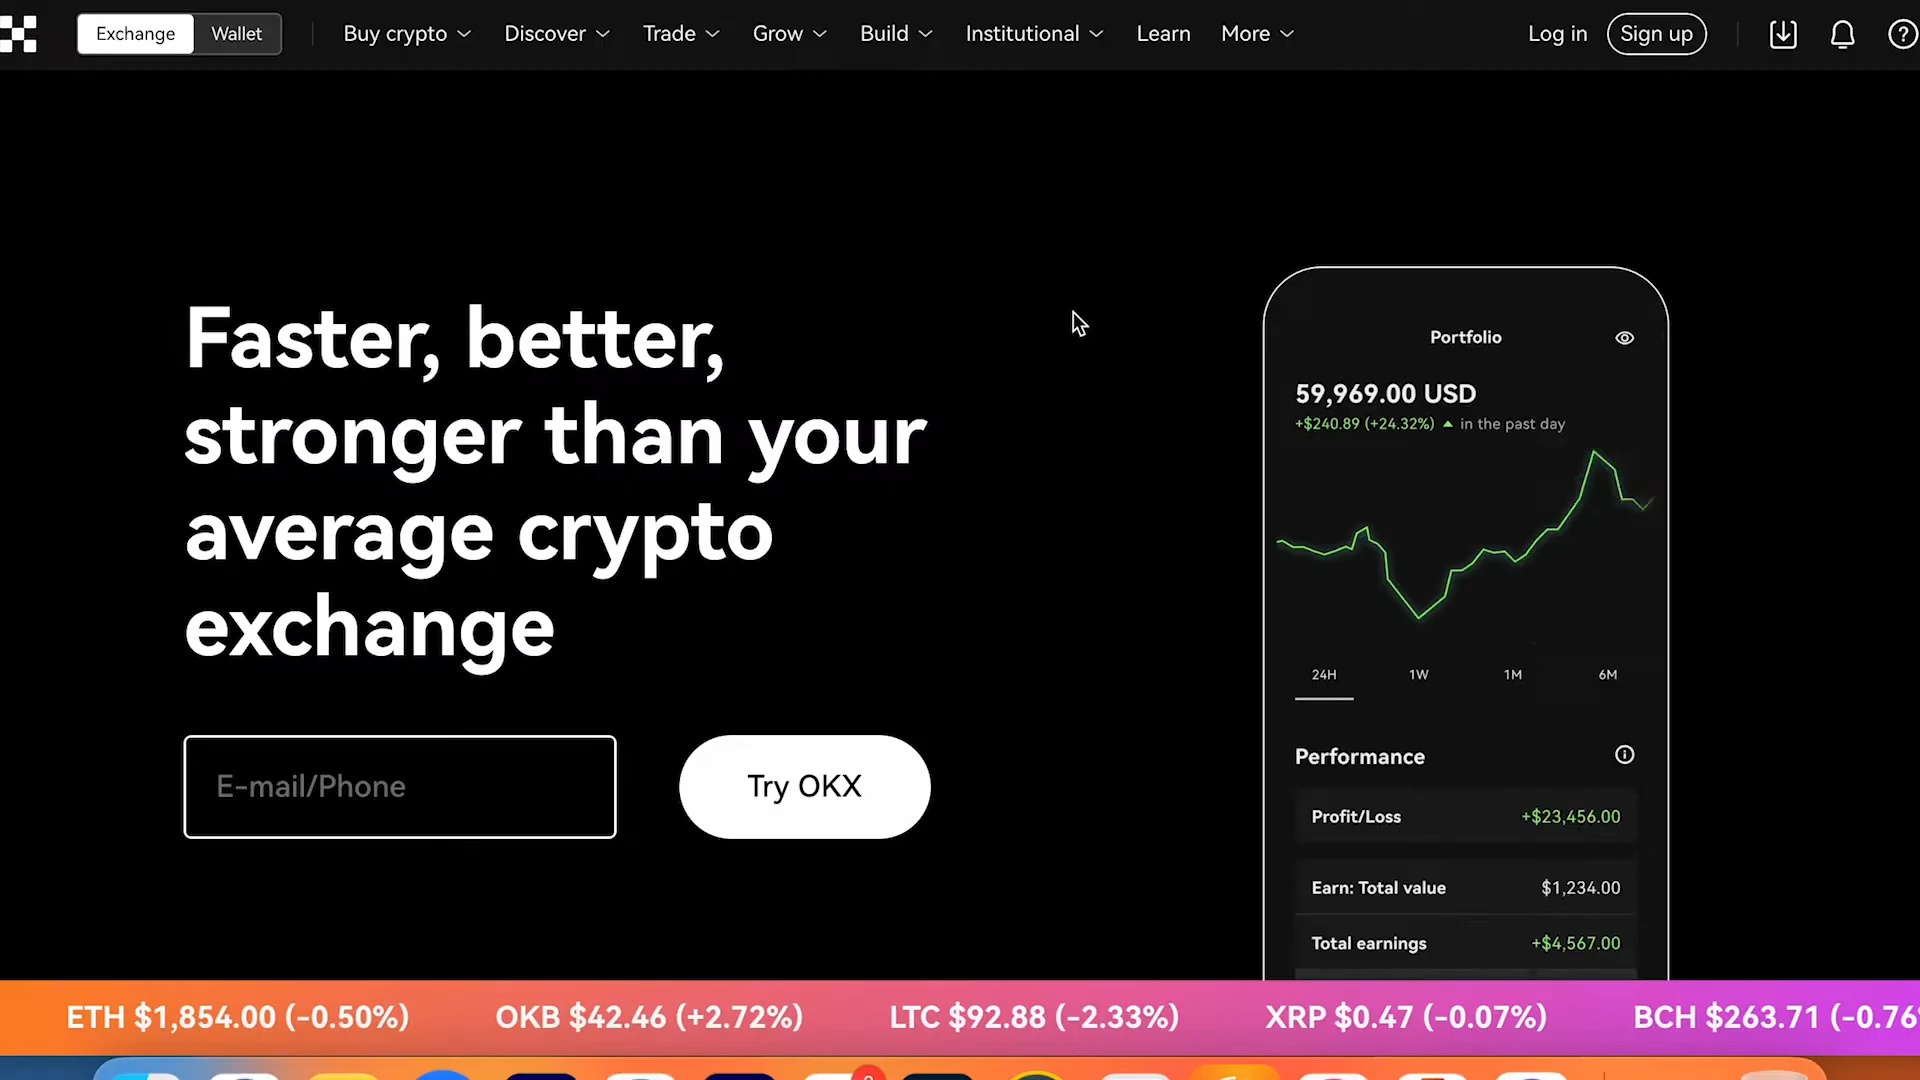 Exchange Wallet Buy crypto Discover Trade Grow Build Institutional Learn More Log in Sign up
Faster, better,
stronger than your
average crypto
exchange
E-mail/Phone
Try OKX
Portfolio
59,969.00 USD
+$240.89 (+24.32%) in the past day
24H 1W 1M 6M
Performance
Profit/Loss +$23,456.00
Earn: Total value $1,234.00
Total earnings +$4,567.00
ETH $1,854.00 (-0.50%) OKB $42.46 (+2.72%) LTC $92.88 (-2.33%) XRP $0.47 (-0.07%) BCH $263.71 (-0.76%